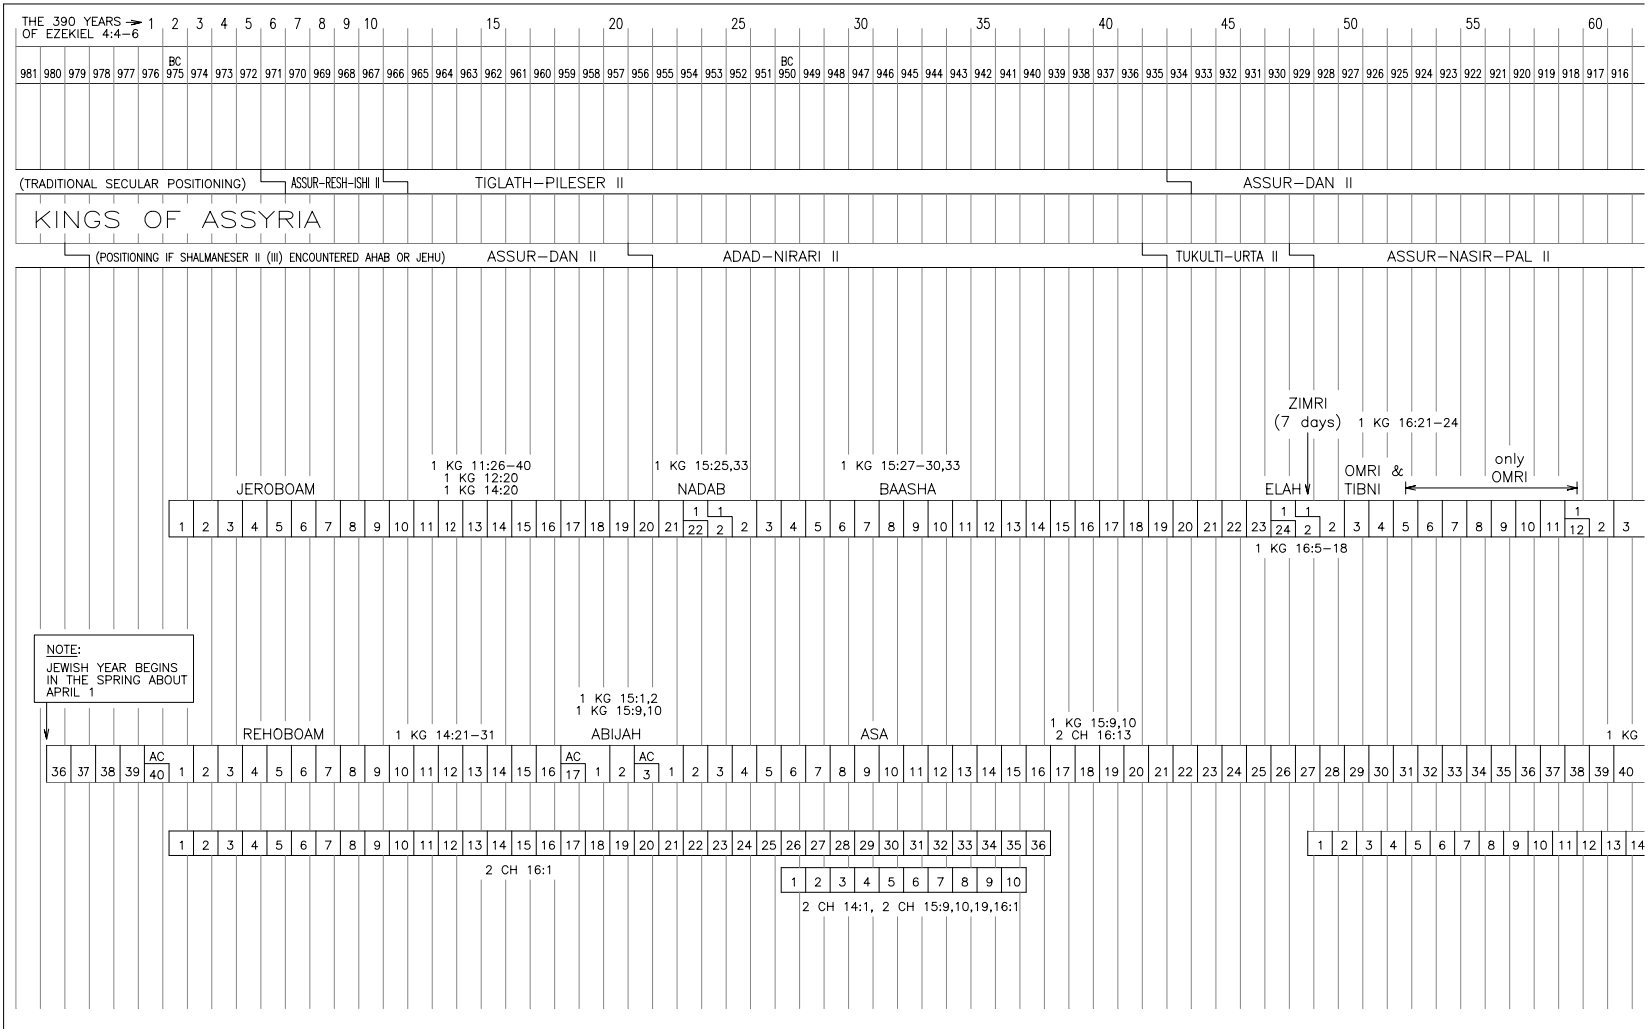 THE 390 YEARS → 1 2 3 4 5 6 7 8 9 10 15 20 25 30 35 40 45 50 55 60
OF EZEKIEL 4:4-6
BC BC
981 980 979 978 977 976 975 974 973 972 971 970 969 968 967 966 965 964 963 962 961 960 959 958 957 956 955 954 953 952 951 950 949 948 947 946 945 944 943 942 941 940 939 938 937 936 935 934 933 932 931 930 929 928 927 926 925 924 923 922 921 920 919 918 917 916
(TRADITIONAL SECULAR POSITIONING) ASSUR-RESH-ISHI II TIGLATH-PILESER II ASSUR-DAN II
KINGS OF ASSYRIA
(POSITIONING IF SHALMANESER II (III) ENCOUNTERED AHAB OR JEHU) ASSUR-DAN II ADAD-NIRARI II TUKULTI-URTA II ASSUR-NASIR-PAL II
ZIMRI
(7 days) 1 KG 16:21-24
1 KG 11:26-40 1 KG 15:25,33 1 KG 15:27-30,33 only
1 KG 12:20 OMRI & OMRI
JEROBOAM 1 KG 14:20 NADAB BAASHA ELAH TIBNI
1 1 1 1 1
1 2 3 4 5 6 7 8 9 10 11 12 13 14 15 16 17 18 19 20 21 22 2 2 3 4 5 6 7 8 9 10 11 12 13 14 15 16 17 18 19 20 21 22 23 24 2 2 3 4 5 6 7 8 9 10 11 12 2 3
1 KG 16:5-18
NOTE:
JEWISH YEAR BEGINS
IN THE SPRING ABOUT
APRIL 1
1 KG 15:1,2
1 KG 15:9,10
1 KG 15:9,10
REHOBOAM 1 KG 14:21-31 ABIJAH ASA 2 CH 16:13 1 KG
AC AC AC
36 37 38 39 40 1 2 3 4 5 6 7 8 9 10 11 12 13 14 15 16 17 1 2 3 1 2 3 4 5 6 7 8 9 10 11 12 13 14 15 16 17 18 19 20 21 22 23 24 25 26 27 28 29 30 31 32 33 34 35 36 37 38 39 40
1 2 3 4 5 6 7 8 9 10 11 12 13 14 15 16 17 18 19 20 21 22 23 24 25 26 27 28 29 30 31 32 33 34 35 36 1 2 3 4 5 6 7 8 9 10 11 12 13 14
2 CH 16:1
1 2 3 4 5 6 7 8 9 10
2 CH 14:1, 2 CH 15:9,10,19,16:1